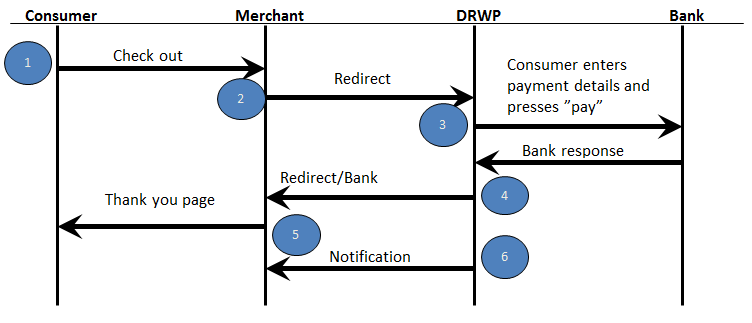 Consumer
Merchant
DRWP
Bank
1
Check out
2
Redirect
Consumer enters
payment details and
presses ”pay”
3
Bank response
Redirect/Bank
4
Thank you page
5
Notification
6